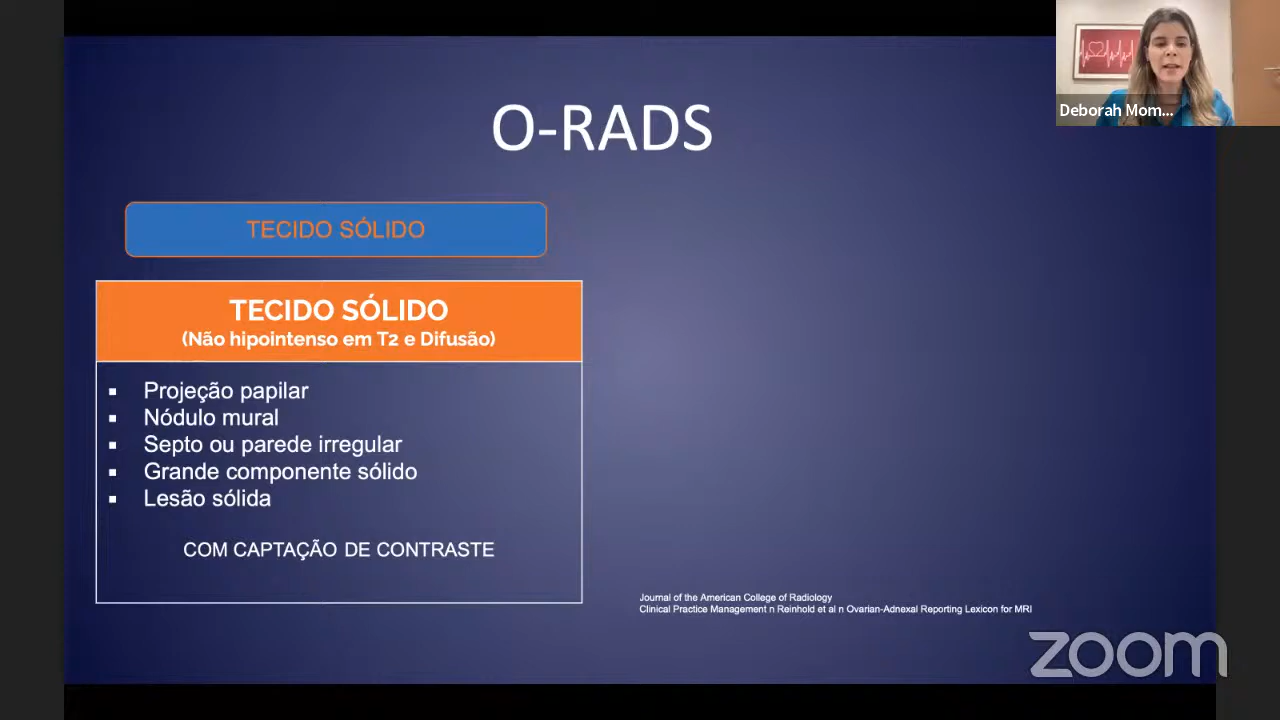 O-RADS
Deborah Mom...
TECIDO SÓLIDO
TECIDO SÓLIDO
(Não hipointenso em T2 e Difusão)
▪ Projeção papilar
▪ Nódulo mural
▪ Septo ou parede irregular
▪ Grande componente sólido
▪ Lesão sólida
COM CAPTAÇÃO DE CONTRASTE
Journal of the American College of Radiology
Clinical Practice Management n Reinhold et al n Ovarian-Adnexal Reporting Lexicon for MRI
zoom